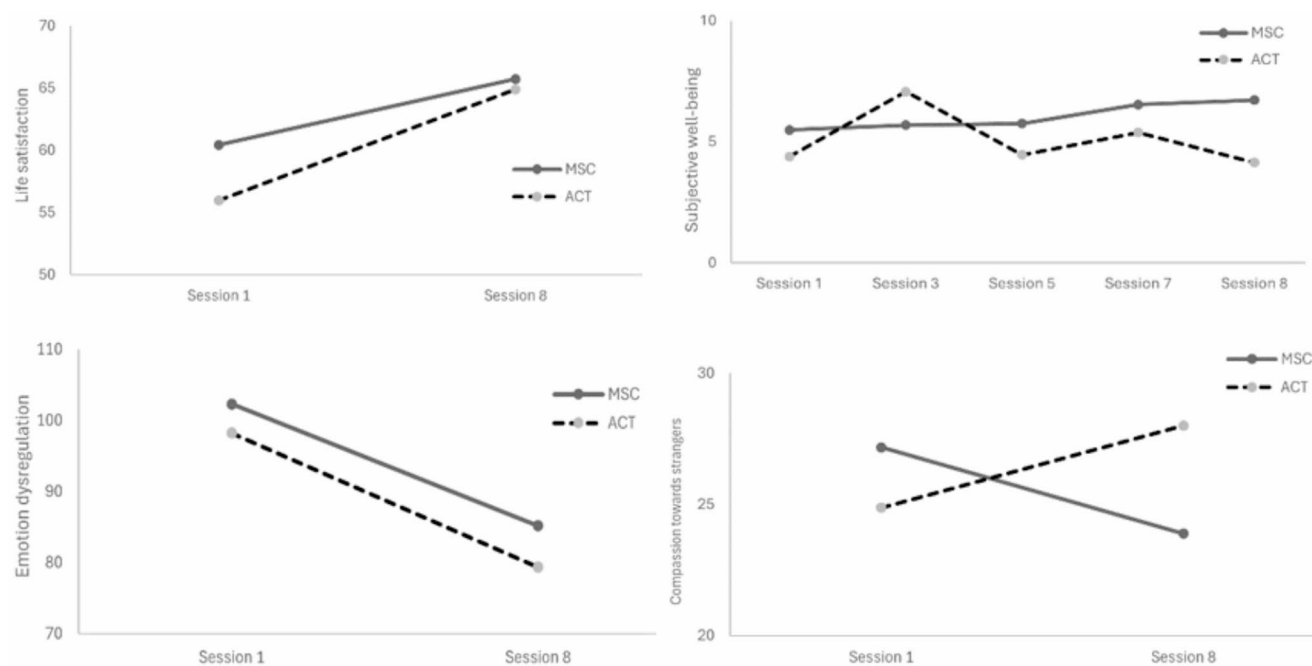 Life satisfaction
70
65
60
55
50
MSC
ACT
Session 1
Session 8
Subjective well-being
10
5
0
MSC
ACT
Session 1
Session 3
Session 5
Session 7
Session 8
Emotion dysregulation
110
100
90
80
70
MSC
ACT
Session 1
Session 8
Compassion towards strangers
30
25
20
MSC
ACT
Session 1
Session 8